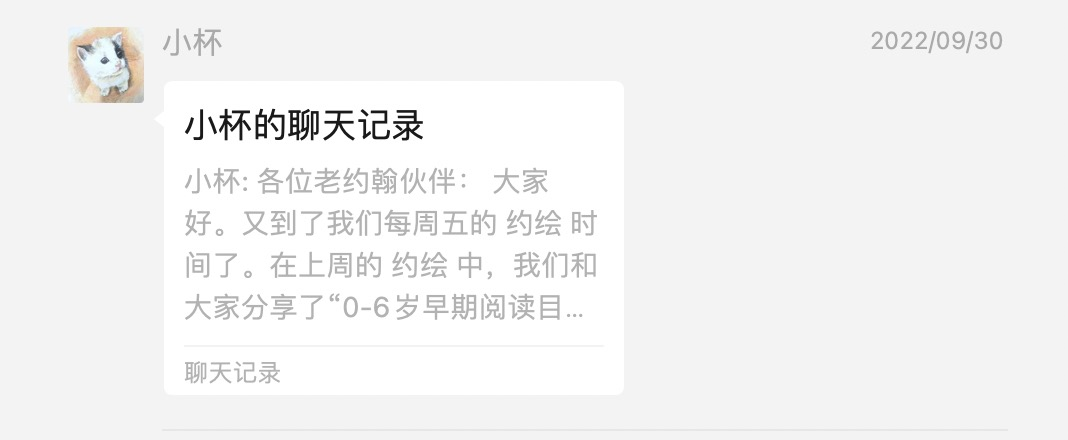 小杯
2022/09/30
小杯的聊天记录
小杯: 各位老约翰伙伴： 大家
好。又到了我们每周五的 约绘 时
间了。在上周的 约绘 中，我们和
大家分享了“0-6岁早期阅读目...
聊天记录